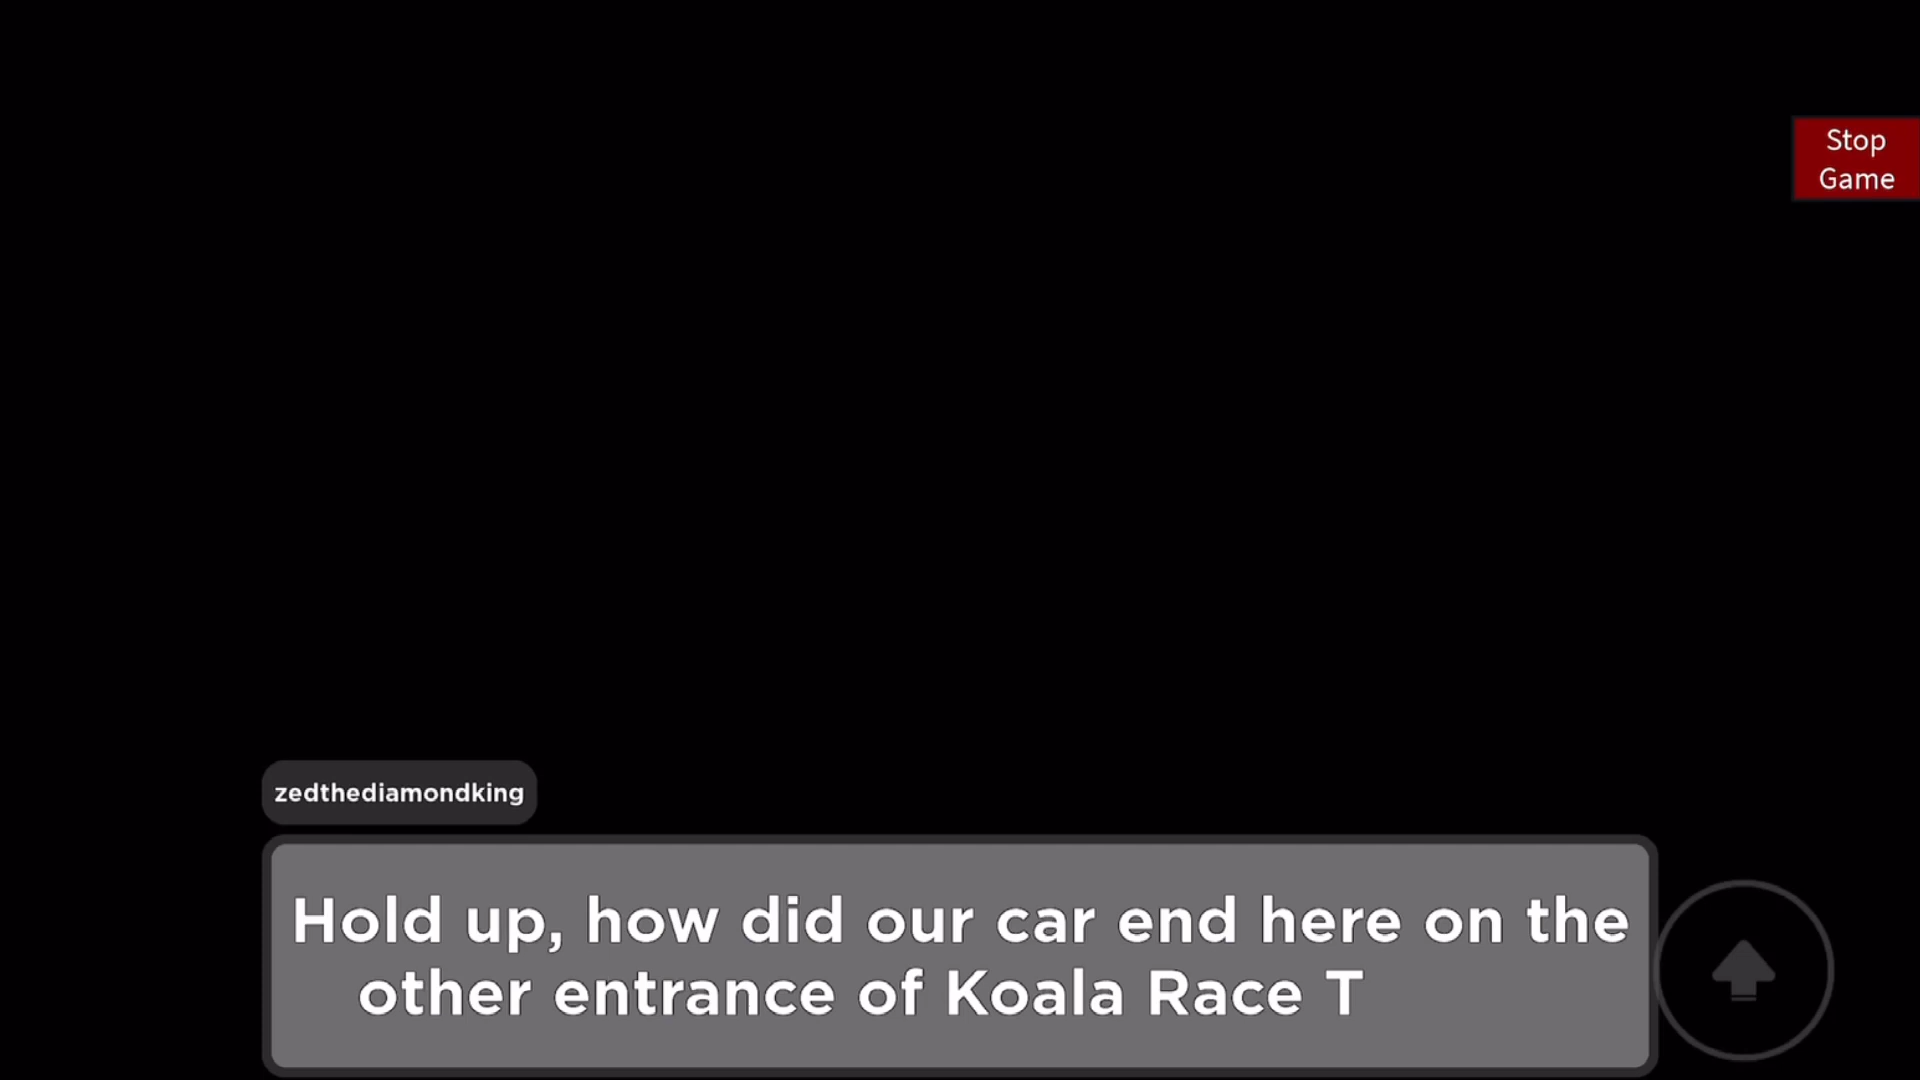 Stop
Game
zedthediamondking
Hold up, how did our car end here on the
other entrance of Koala Race T